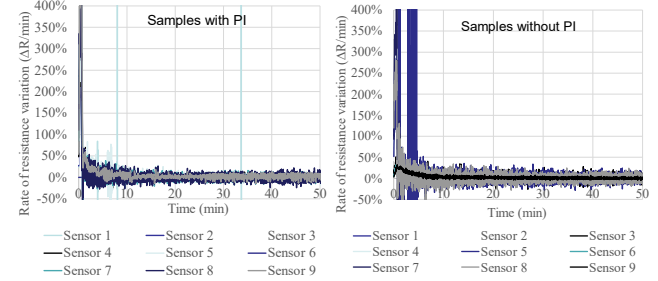 Samples with PI
Rate of resistance variation (ΔR/min)
400%
350%
300%
250%
200%
150%
100%
50%
0%
-50%
0 10 20 30 40 50
Time (min)
Sensor 1 Sensor 2 Sensor 3
Sensor 4 Sensor 5 Sensor 6
Sensor 7 Sensor 8 Sensor 9
Samples without PI
Rate of resistance variation (ΔR/min)
400%
350%
300%
250%
200%
150%
100%
50%
0%
-50%
0 10 20 30 40 50
Time (min)
Sensor 1 Sensor 2 Sensor 3
Sensor 4 Sensor 5 Sensor 6
Sensor 7 Sensor 8 Sensor 9